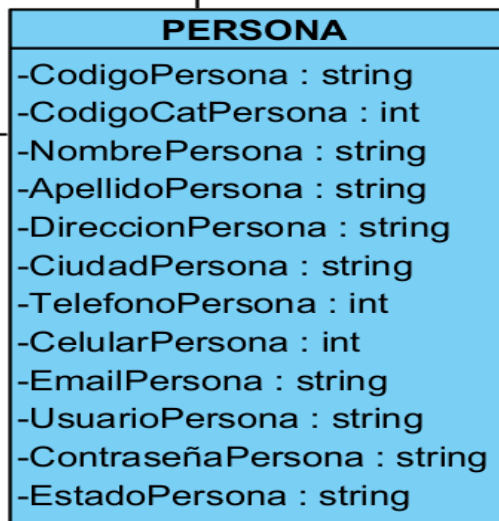 PERSONA
-CodigoPersona : string
-CodigoCatPersona : int
-NombrePersona : string
-ApellidoPersona : string
-DireccionPersona : string
-CiudadPersona : string
-TelefonoPersona : int
-CelularPersona : int
-EmailPersona : string
-UsuarioPersona : string
-ContraseñaPersona : string
-EstadoPersona : string